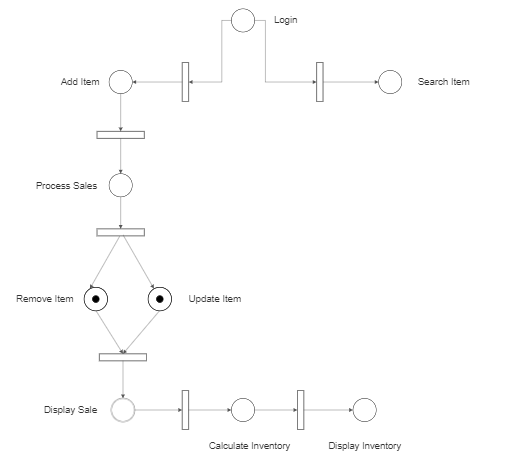 Login
Add Item
Search Item
Process Sales
Remove Item
Update Item
Display Sale
Calculate Inventory
Display Inventory